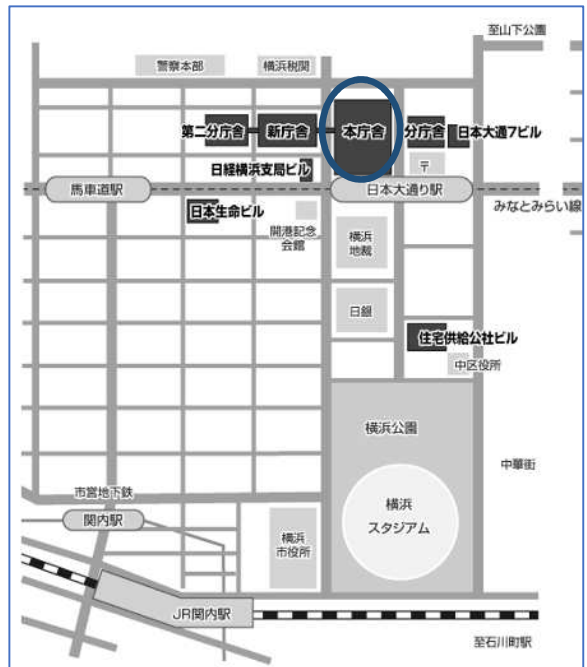 至山下公園
警察本部
横浜税関
第二分庁舎
新庁舎
本庁舎
分庁舎
日本大通7ビル
日経横浜支局ビル
〒
馬車道駅
日本大通り駅
みなとみらい線
日本生命ビル
開港記念
会館
横浜
地裁
日銀
住宅供給公社ビル
中区役所
横浜公園
中華街
市営地下鉄
関内駅
横浜
スタジアム
横浜
市役所
JR関内駅
至石川町駅